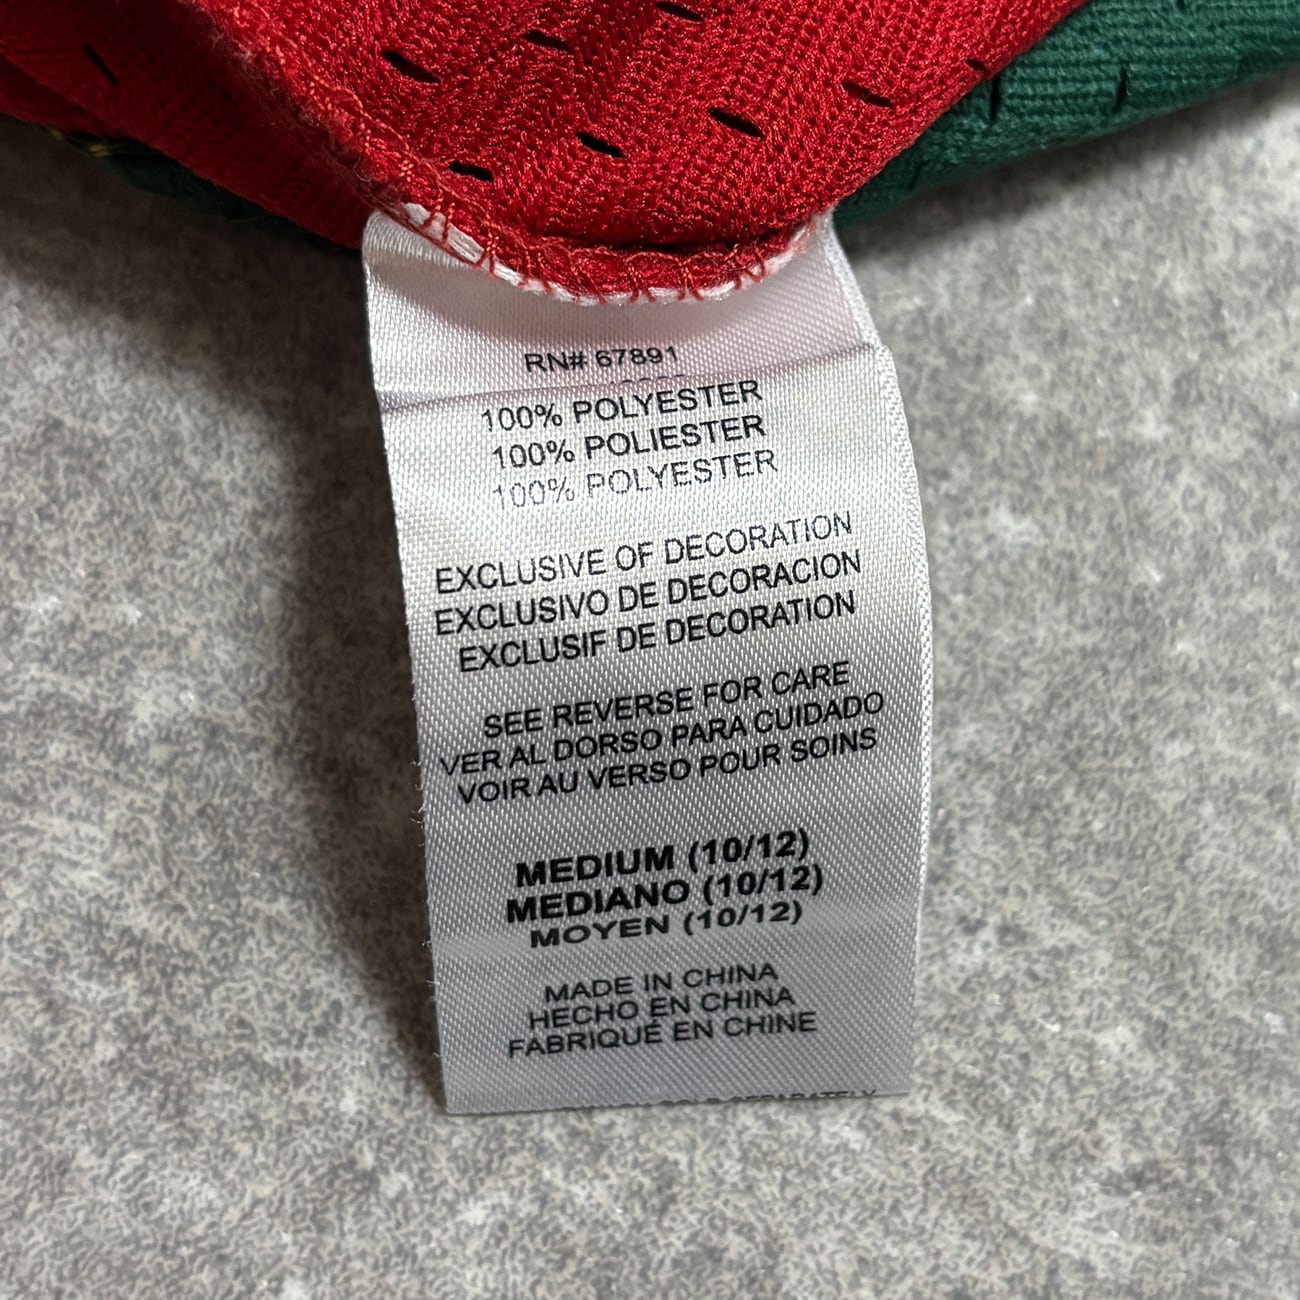 RN# 67891
100% POLYESTER
100% POLIESTER
100% POLYESTER
EXCLUSIVE OF DECORATION
EXCLUSIVO DE DECORACION
EXCLUSIF DE DECORATION
SEE REVERSE FOR CARE
VER AL DORSO PARA CUIDADO
VOIR AU VERSO POUR SOINS
MEDIUM (10/12)
MEDIANO (10/12)
MOYEN (10/12)
MADE IN CHINA
HECHO EN CHINA
FABRIQUÉ EN CHINE